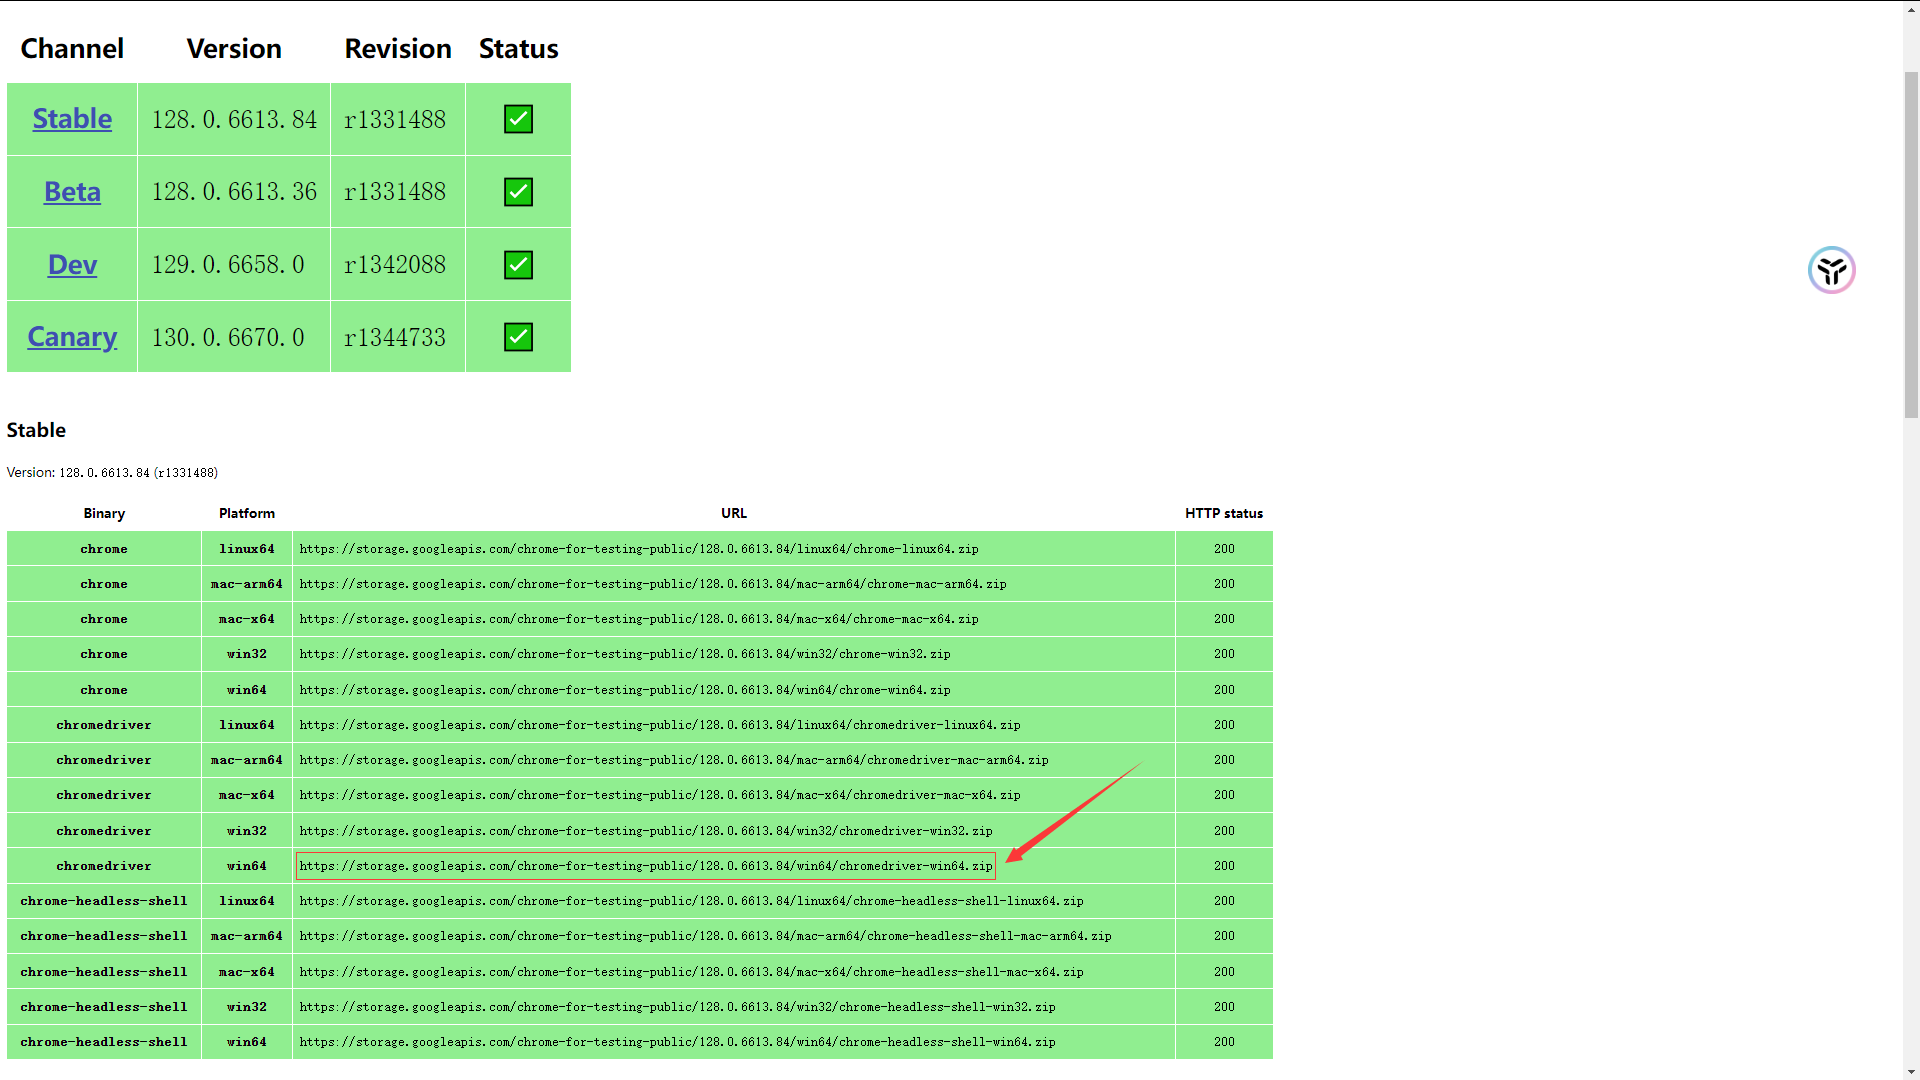 Channel Version Revision Status
Stable 128.0.6613.84 r1331488 ✅
Beta 128.0.6613.36 r1331488 ✅
Dev 129.0.6658.0 r1342088 ✅
Canary 130.0.6670.0 r1344733 ✅
Stable
Version: 128.0.6613.84 (r1331488)
Binary Platform URL HTTP status
chrome linux64 https://storage.googleapis.com/chrome-for-testing-public/128.0.6613.84/linux64/chrome-linux64.zip 200
chrome mac-arm64 https://storage.googleapis.com/chrome-for-testing-public/128.0.6613.84/mac-arm64/chrome-mac-arm64.zip 200
chrome mac-x64 https://storage.googleapis.com/chrome-for-testing-public/128.0.6613.84/mac-x64/chrome-mac-x64.zip 200
chrome win32 https://storage.googleapis.com/chrome-for-testing-public/128.0.6613.84/win32/chrome-win32.zip 200
chrome win64 https://storage.googleapis.com/chrome-for-testing-public/128.0.6613.84/win64/chrome-win64.zip 200
chromedriver linux64 https://storage.googleapis.com/chrome-for-testing-public/128.0.6613.84/linux64/chromedriver-linux64.zip 200
chromedriver mac-arm64 https://storage.googleapis.com/chrome-for-testing-public/128.0.6613.84/mac-arm64/chromedriver-mac-arm64.zip 200
chromedriver mac-x64 https://storage.googleapis.com/chrome-for-testing-public/128.0.6613.84/mac-x64/chromedriver-mac-x64.zip 200
chromedriver win32 https://storage.googleapis.com/chrome-for-testing-public/128.0.6613.84/win32/chromedriver-win32.zip 200
chromedriver win64 https://storage.googleapis.com/chrome-for-testing-public/128.0.6613.84/win64/chromedriver-win64.zip 200
chrome-headless-shell linux64 https://storage.googleapis.com/chrome-for-testing-public/128.0.6613.84/linux64/chrome-headless-shell-linux64.zip 200
chrome-headless-shell mac-arm64 https://storage.googleapis.com/chrome-for-testing-public/128.0.6613.84/mac-arm64/chrome-headless-shell-mac-arm64.zip 200
chrome-headless-shell mac-x64 https://storage.googleapis.com/chrome-for-testing-public/128.0.6613.84/mac-x64/chrome-headless-shell-mac-x64.zip 200
chrome-headless-shell win32 https://storage.googleapis.com/chrome-for-testing-public/128.0.6613.84/win32/chrome-headless-shell-win32.zip 200
chrome-headless-shell win64 https://storage.googleapis.com/chrome-for-testing-public/128.0.6613.84/win64/chrome-headless-shell-win64.zip 200